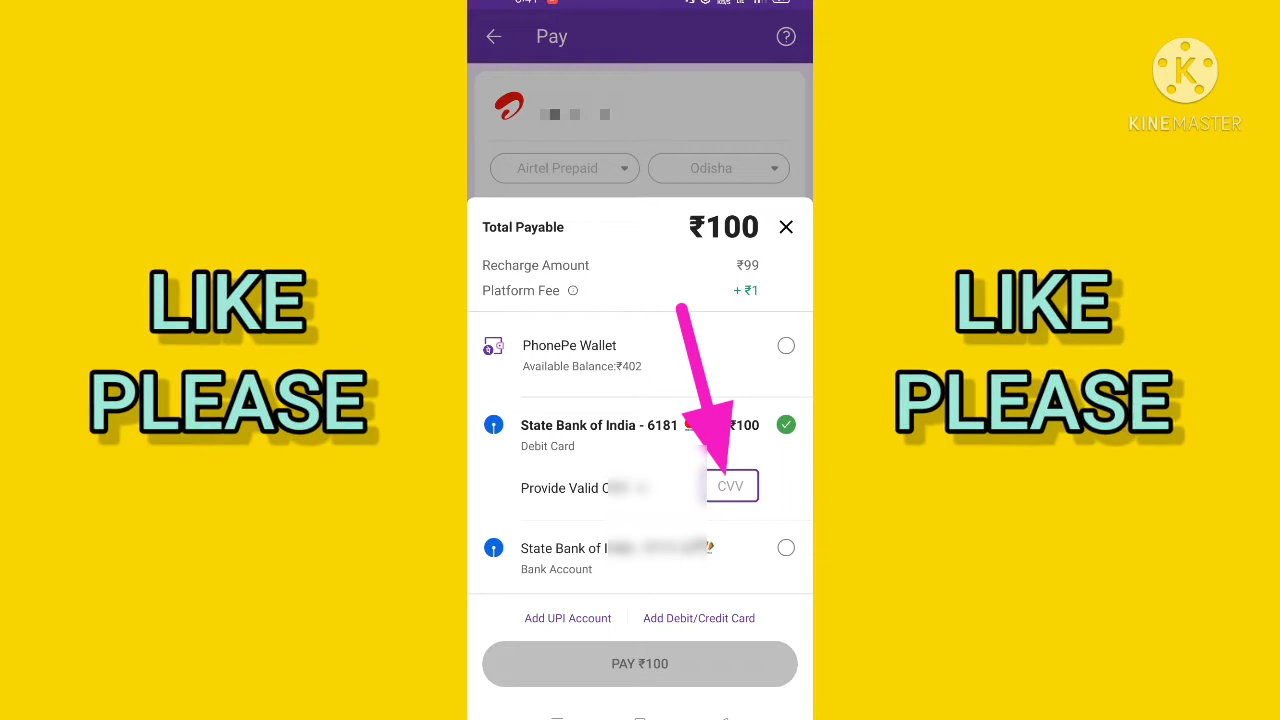 Pay
KINEMASTER
Airtel Prepaid
Odisha
Total Payable ₹100
Recharge Amount ₹99
Platform Fee + ₹1
LIKE
PLEASE
LIKE
PLEASE
PhonePe Wallet
Available Balance:₹402
State Bank of India - 6181 ₹100
Debit Card
Provide Valid
CVV
State Bank of
Bank Account
Add UPI Account
Add Debit/Credit Card
PAY ₹100